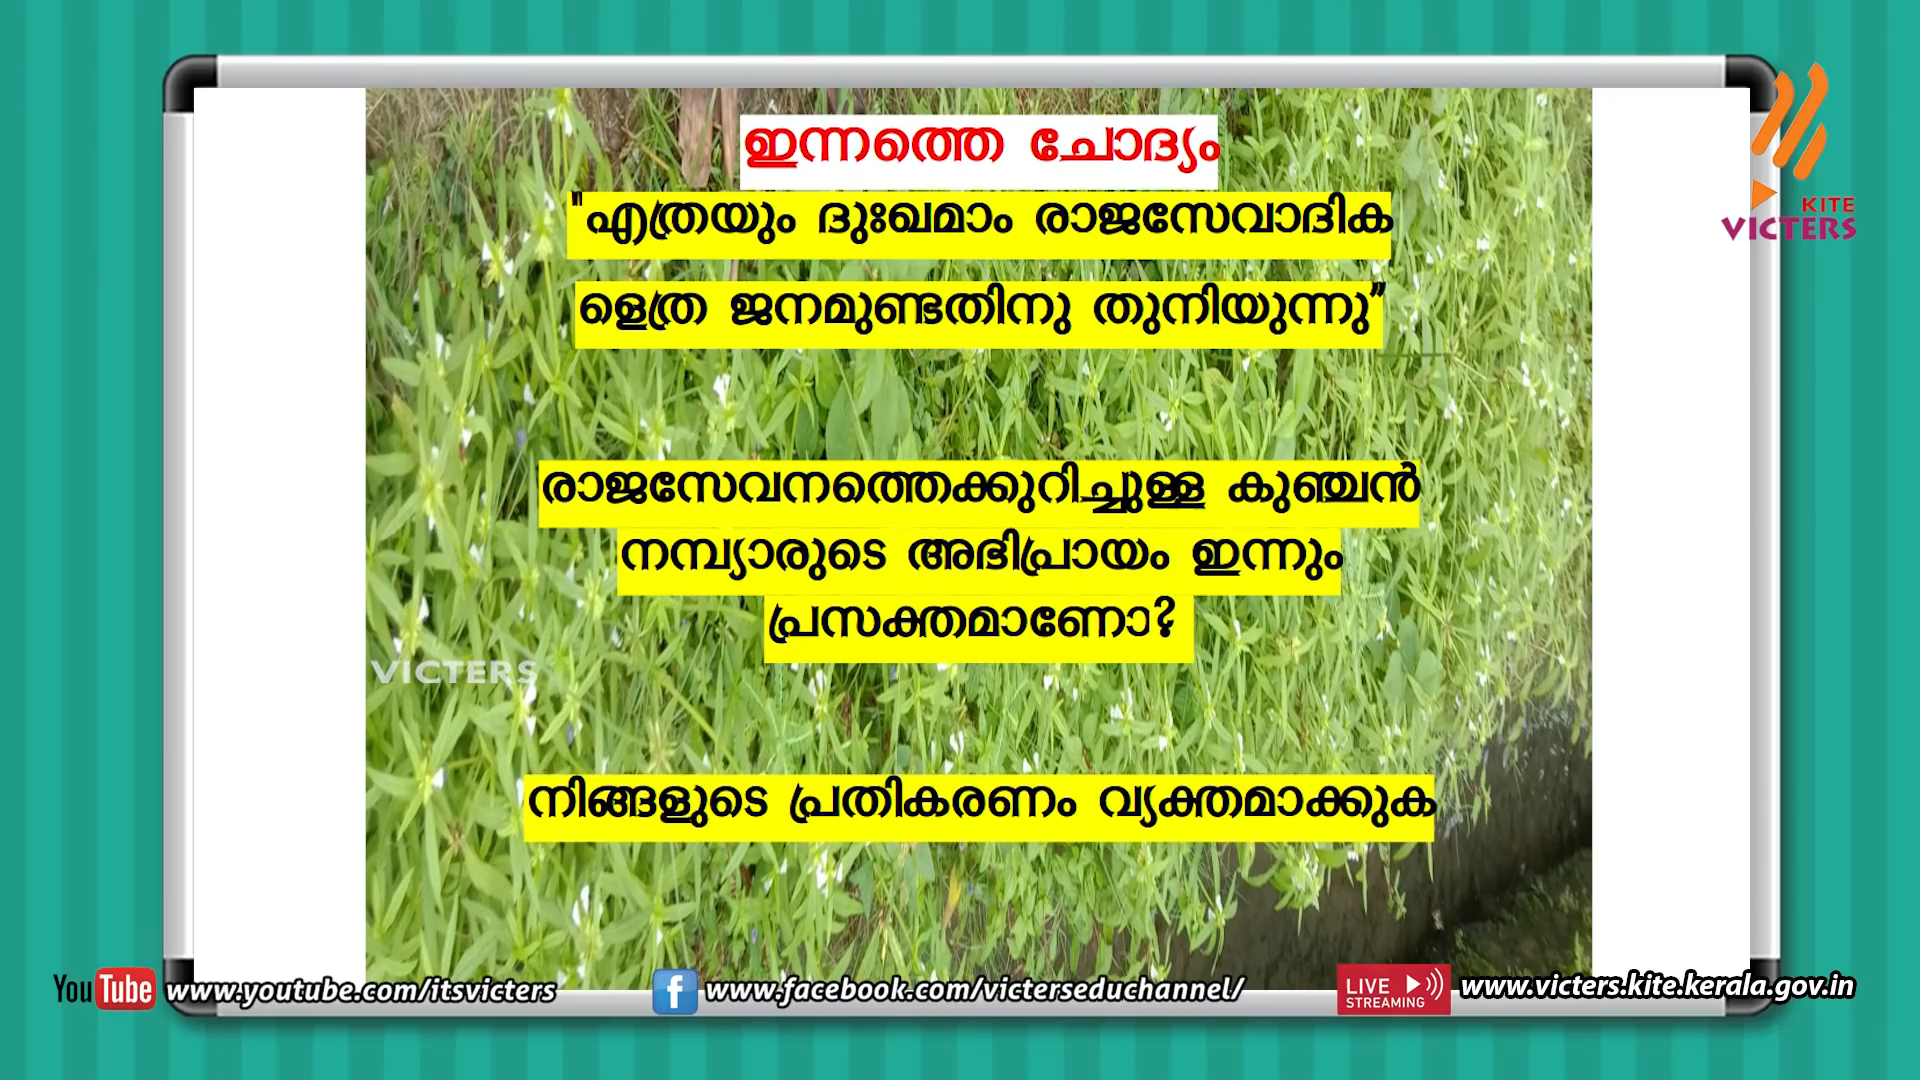 ഇന്നത്തെ ചോദ്യം
"എത്രയും ദുഃഖമാം രാജസേവാദിക
ളെത്ര ജനമുണ്ടതിനു തുനിയുന്നു”
രാജസേവനത്തെക്കുറിച്ചുള്ള കുഞ്ചൻ
നമ്പ്യാരുടെ അഭിപ്രായം ഇന്നും
പ്രസക്തമാണോ?
നിങ്ങളുടെ പ്രതികരണം വ്യക്തമാക്കുക
VICTERS
KITE
VICTERS
YouTube www.youtube.com/itsvicters
f www.facebook.com/victerseduchannel/
LIVE STREAMING www.victers.kite.kerala.gov.in